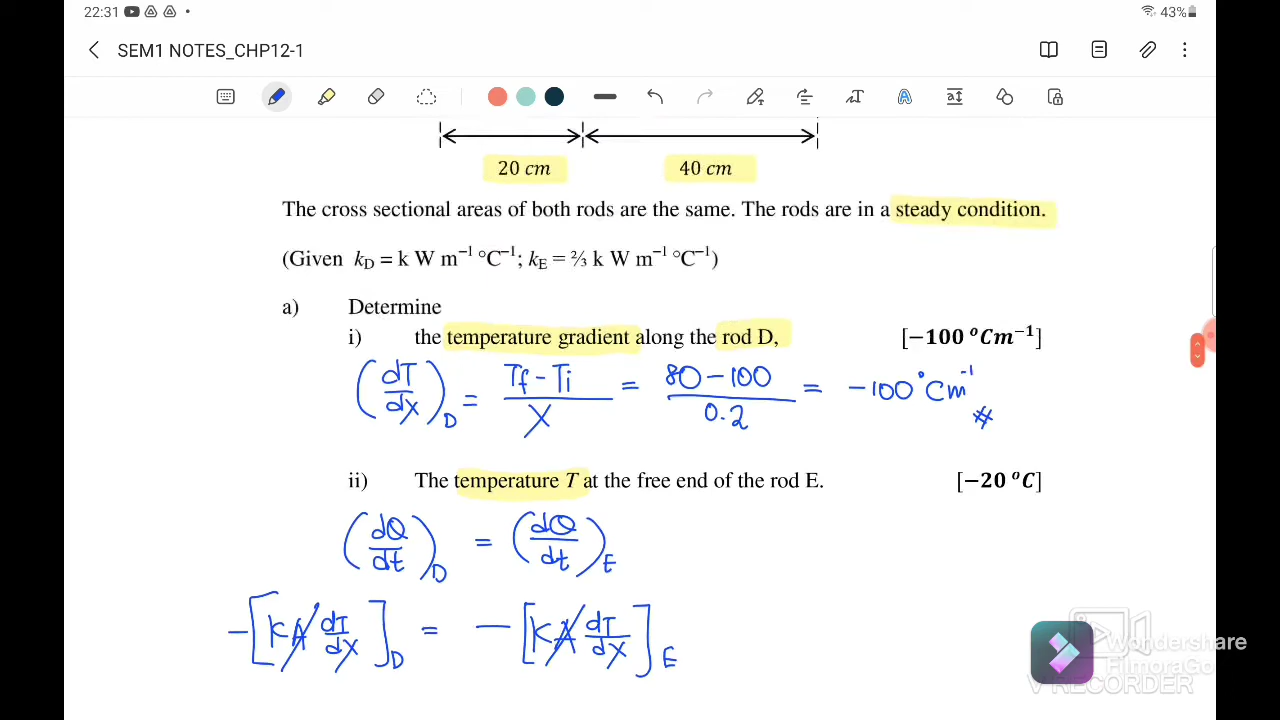 22:31
43%
SEM1 NOTES_CHP12-1
20 cm 40 cm
The cross sectional areas of both rods are the same. The rods are in a steady condition.
(Given k_D = k W m⁻¹ °C⁻¹; k_E = ⅔ k W m⁻¹ °C⁻¹)
a) Determine
i) the temperature gradient along the rod D, [−100 °Cm⁻¹]
(dT/dx)_D = (Tf − Ti)/x = (80 − 100)/0.2 = −100°Cm⁻¹ #
ii) The temperature T at the free end of the rod E. [−20 °C]
(dQ/dt)_D = (dQ/dt)_E
−[kA dT/dx]_D = −[kA dT/dx]_E
Wondershare
FilmoraGo
V RECORDER